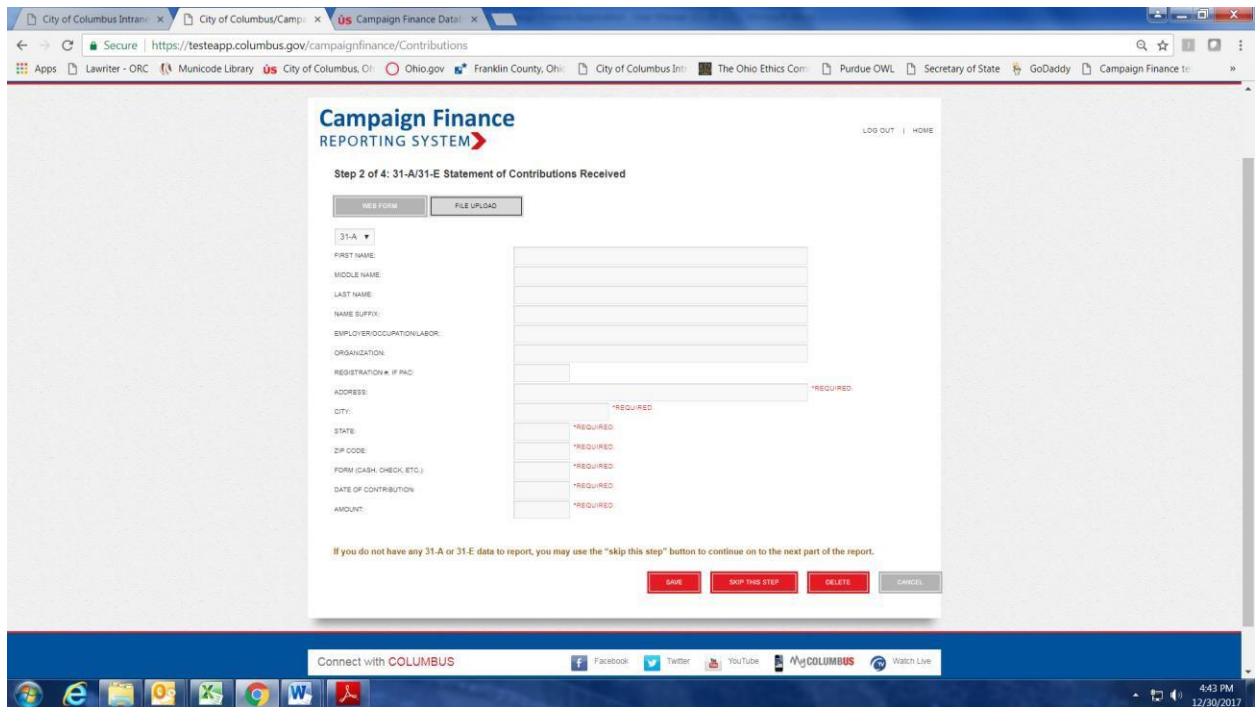 City of Columbus Intran
City of Columbus/Camp
ús Campaign Finance Data
Secure | https://testeapp.columbus.gov/campaignfinance/Contributions
Apps Lawriter - ORC Municode Library ús City of Columbus, Oh Ohio.gov Franklin County, Ohi City of Columbus Int The Ohio Ethics Com Purdue OWL Secretary of State GoDaddy Campaign Finance te »
Campaign Finance
REPORTING SYSTEM
LOG OUT | HOME
Step 2 of 4: 31-A/31-E Statement of Contributions Received
WEB FORM FILE UPLOAD
31-A
FIRST NAME:
MIDDLE NAME:
LAST NAME:
NAME SUFFIX:
EMPLOYER/OCCUPATION/LABOR:
ORGANIZATION:
REGISTRATION #, IF PAC:
ADDRESS: *REQUIRED
CITY: *REQUIRED
STATE: *REQUIRED
ZIP CODE: *REQUIRED
FORM (CASH, CHECK, ETC.) *REQUIRED
DATE OF CONTRIBUTION *REQUIRED
AMOUNT: *REQUIRED
If you do not have any 31-A or 31-E data to report, you may use the "skip this step" button to continue on to the next part of the report.
SAVE SKIP THIS STEP DELETE CANCEL
Connect with COLUMBUS
Facebook Twitter YouTube MyCOLUMBUS Watch Live
4:43 PM
12/30/2017